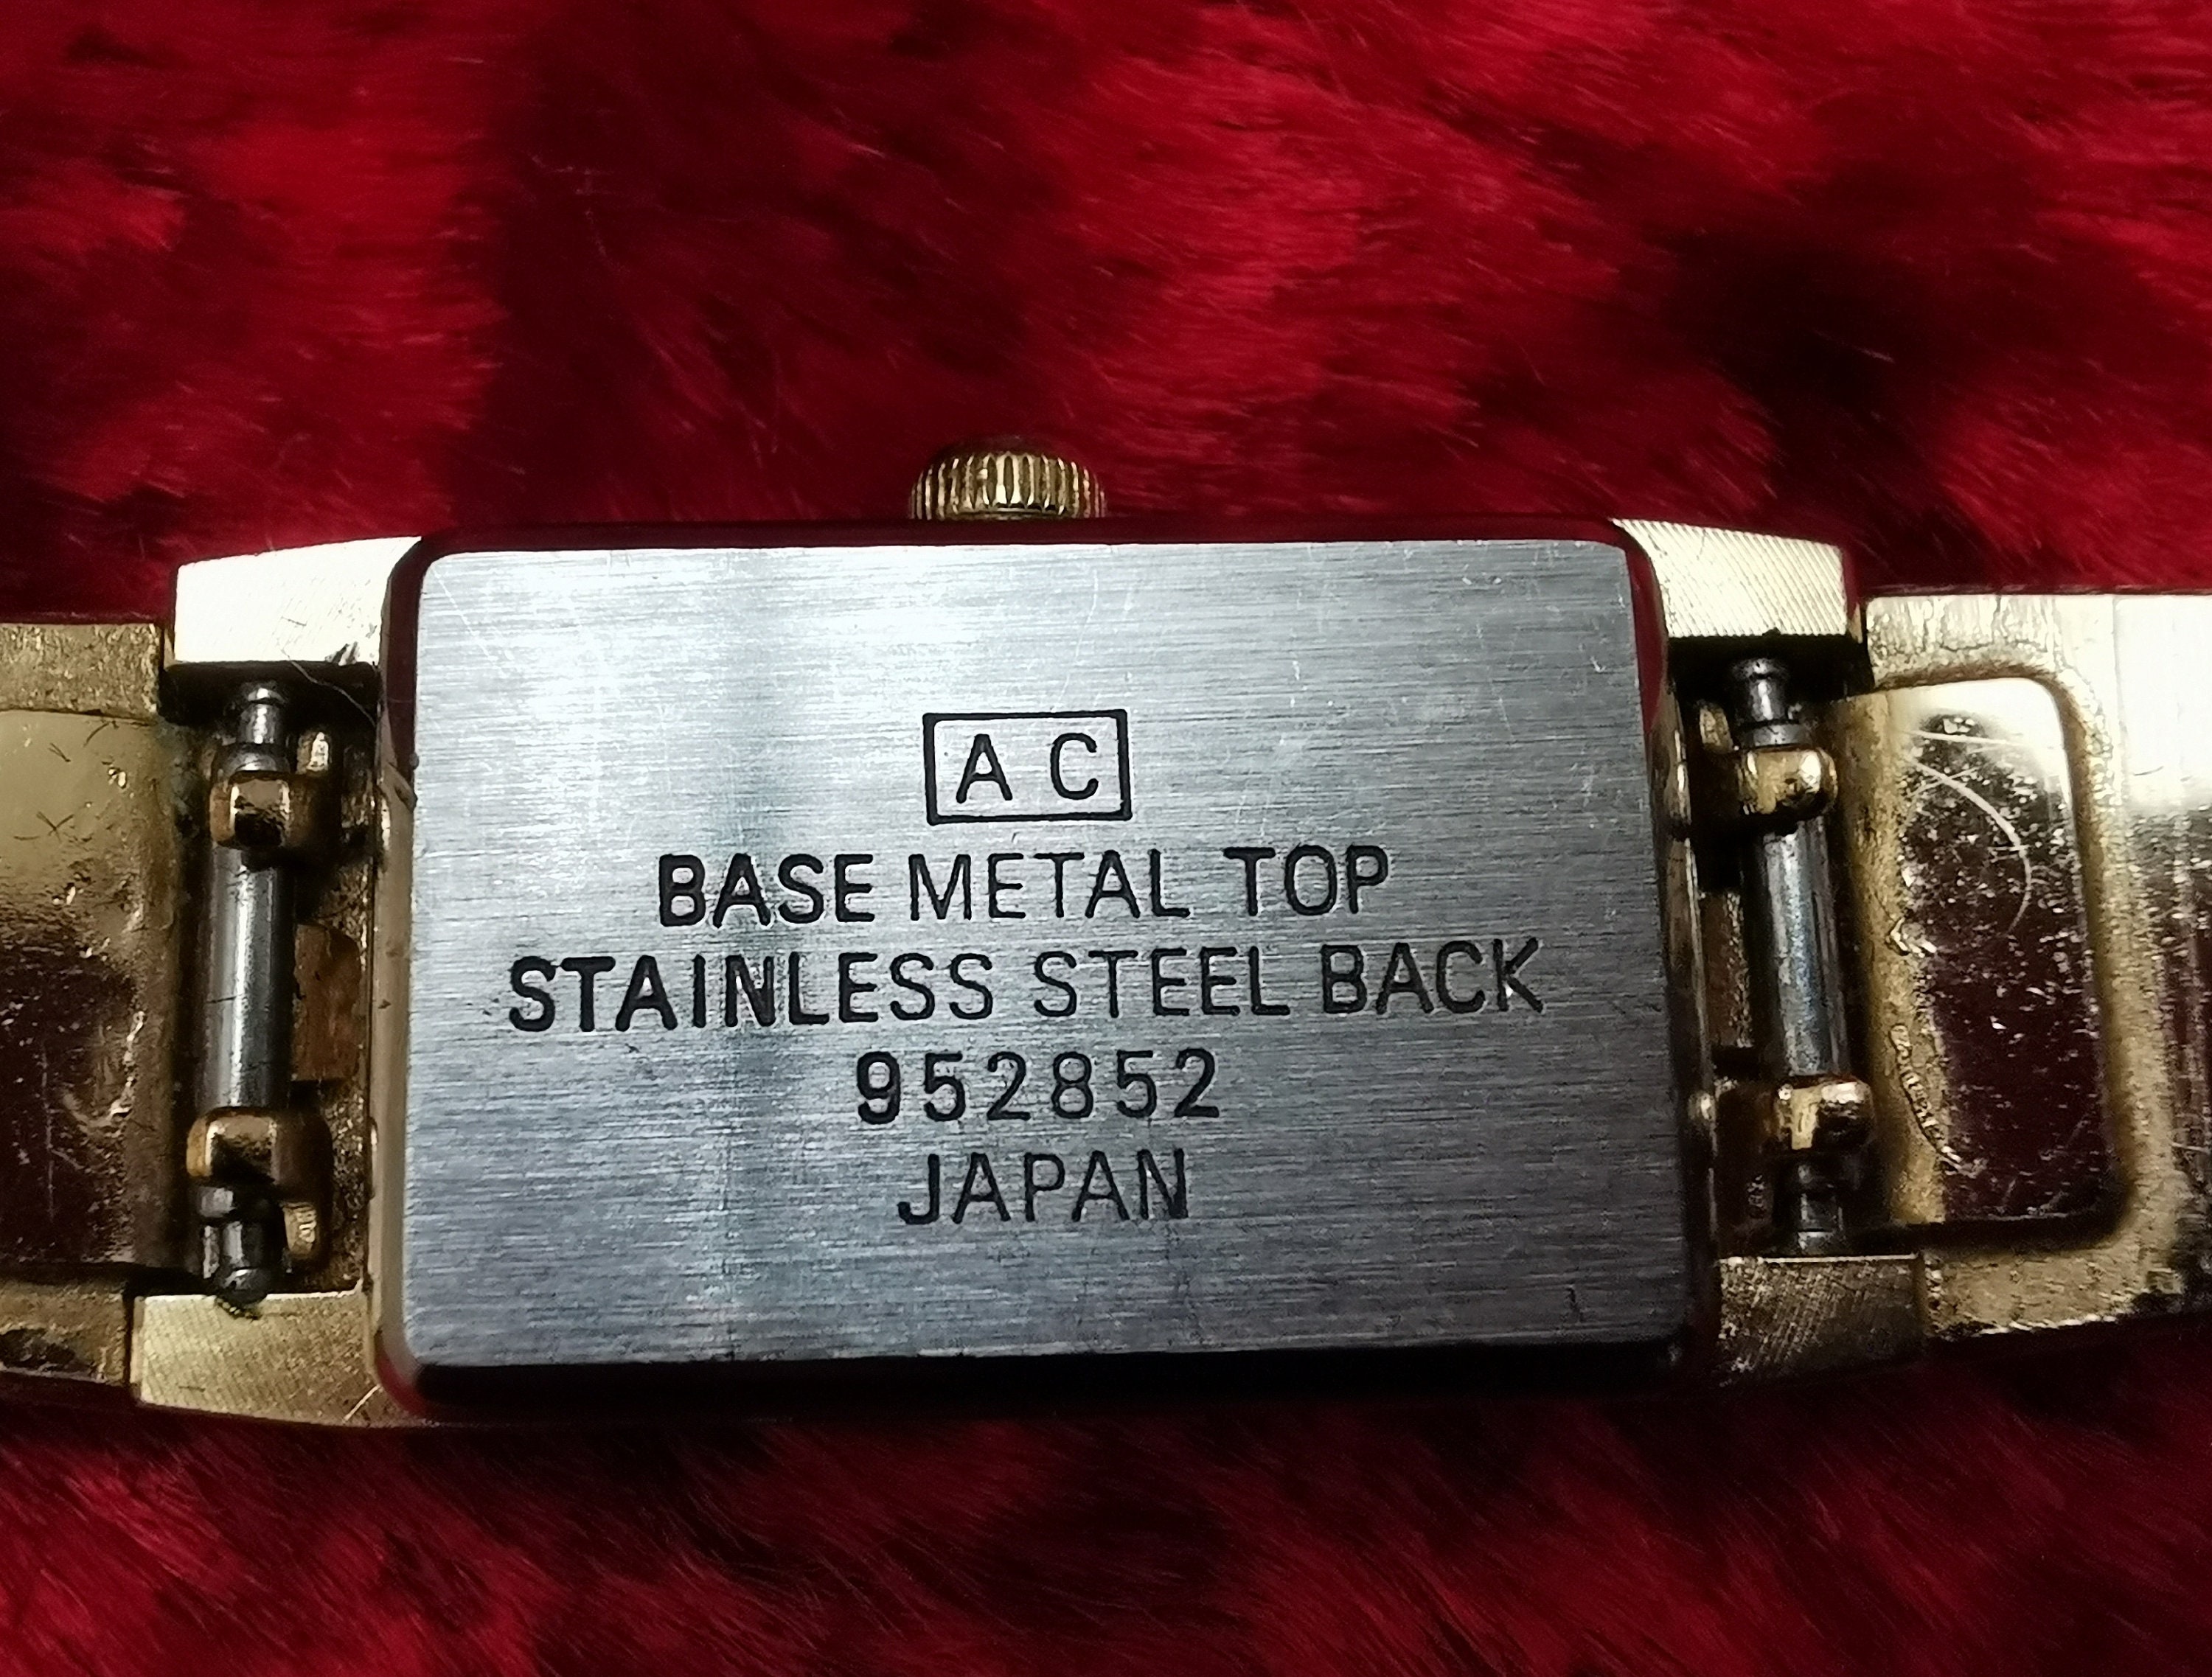 A C
BASE METAL TOP
STAINLESS STEEL BACK
952852
JAPAN